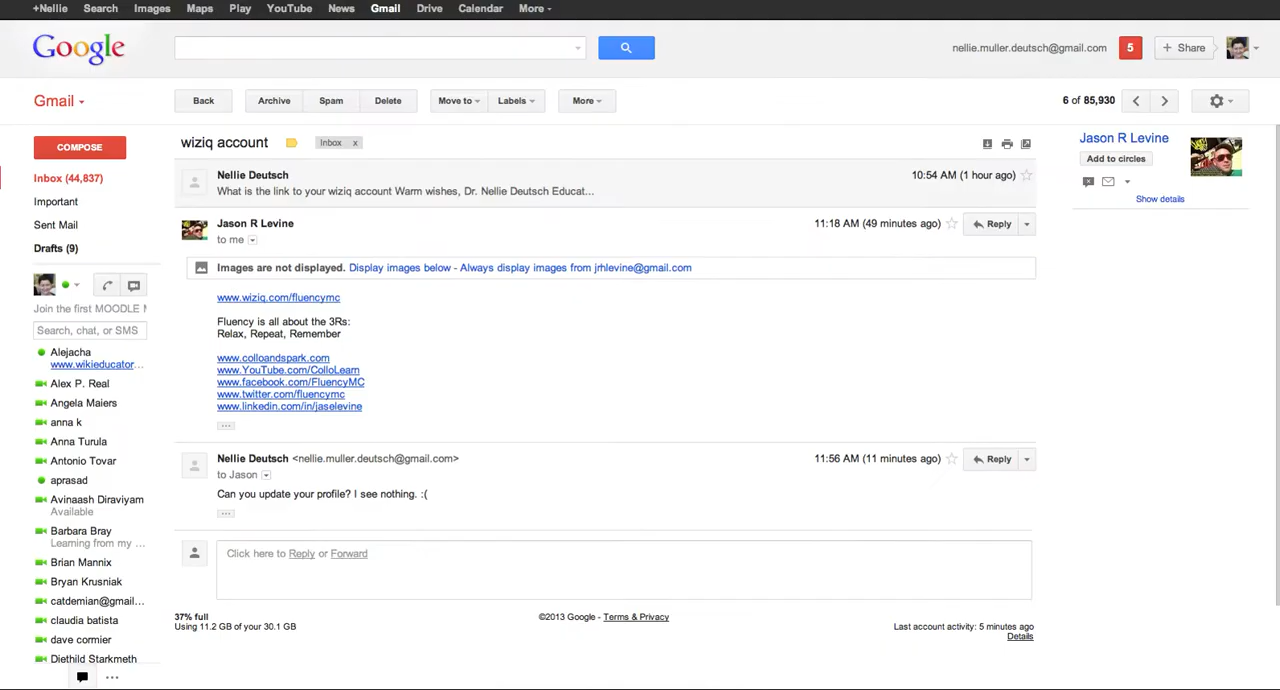 +Nellie Search Images Maps Play YouTube News Gmail Drive Calendar More
Google
nellie.muller.deutsch@gmail.com 5 + Share
Gmail
Back Archive Spam Delete Move to Labels More
6 of 85,930
COMPOSE
Inbox (44,837)
Important
Sent Mail
Drafts (9)
Join the first MOODLE M
Search, chat, or SMS
Alejacha
www.wikieducator...
Alex P. Real
Angela Maiers
anna k
Anna Turula
Antonio Tovar
aprasad
Avinaash Diraviyam
Available
Barbara Bray
Learning from my ...
Brian Mannix
Bryan Krusniak
catdemian@gmail...
claudia batista
dave cormier
Diethild Starkmeth
wiziq account Inbox x
Nellie Deutsch 10:54 AM (1 hour ago)
What is the link to your wiziq account Warm wishes, Dr. Nellie Deutsch Educat...
Jason R Levine 11:18 AM (49 minutes ago) Reply
to me
Images are not displayed. Display images below - Always display images from jrhlevine@gmail.com
www.wiziq.com/fluencymc
Fluency is all about the 3Rs:
Relax, Repeat, Remember
www.colloandspark.com
www.YouTube.com/ColloLearn
www.facebook.com/FluencyMC
www.twitter.com/fluencymc
www.linkedin.com/in/jaselevine
...
Nellie Deutsch <nellie.muller.deutsch@gmail.com> 11:56 AM (11 minutes ago) Reply
to Jason
Can you update your profile? I see nothing. :(
...
Click here to Reply or Forward
37% full
Using 11.2 GB of your 30.1 GB
©2013 Google - Terms & Privacy
Last account activity: 5 minutes ago
Details
Jason R Levine
Add to circles
Show details